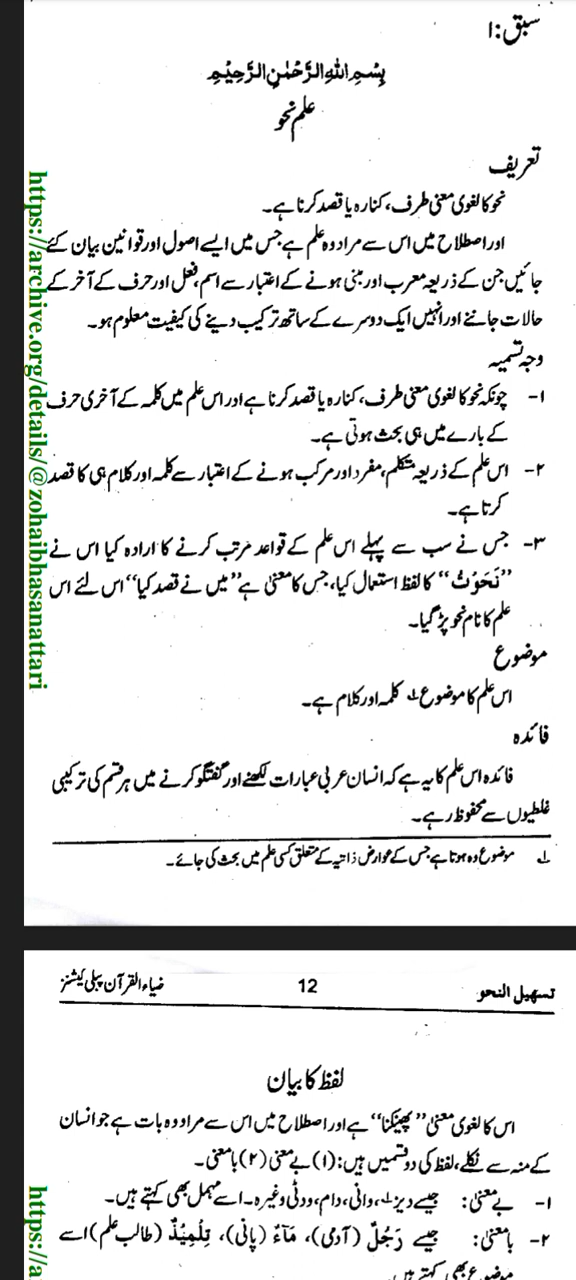 سبق:۱
بِسْمِ اللہِ الرَّحْمٰنِ الرَّحِیْمِ
علم نحو
تعریف
نحو کا لغوی معنی طرف، کنارہ یا قصد کرنا ہے۔
اور اصطلاح میں اس سے مراد وہ علم ہے جس میں ایسے اصول اور قوانین بیان کئے
جائیں جن کے ذریعہ معرب اور مبنی ہونے کے اعتبار سے اسم، فعل اور حرف کے آخر کے
حالات جاننے اور انہیں ایک دوسرے کے ساتھ ترکیب دینے کی کیفیت معلوم ہو۔
وجہ تسمیہ
۱- چونکہ نحو کا لغوی معنی طرف، کنارہ یا قصد کرنا ہے اور اس علم میں کلمہ کے آخری حرف
کے بارے میں ہی بحث ہوتی ہے۔
۲- اس علم کے ذریعہ متکلم، مفرد اور مرکب ہونے کے اعتبار سے کلمہ اور کلام ہی کا قصد
کرتا ہے۔
۳- جس نے سب سے پہلے اس علم کے قواعد مرتب کرنے کا ارادہ کیا اس نے
”نَحَوْتُ“ کا لفظ استعمال کیا، جس کا معنیٰ ہے ”میں نے قصد کیا“ اس لئے اس
علم کا نام نحو پڑ گیا۔
موضوع
اس علم کا موضوع ۱؎ کلمہ اور کلام ہے۔
فائدہ
فائدہ اس علم کا یہ ہے کہ انسان عربی عبارات لکھنے اور گفتگو کرنے میں ہر قسم کی ترکیبی
غلطیوں سے محفوظ رہے۔
۱؎ موضوع وہ ہوتا ہے جس کے عوارض ذاتیہ کے متعلق کسی علم میں بحث کی جائے۔
https://archive.org/details/@zohaibhasanattari
تسہیل النحو 12 ضیاء القرآن پبلی کیشنز
لفظ کا بیان
اس کا لغوی معنیٰ ”پھینکنا“ ہے اور اصطلاح میں اس سے مراد وہ بات ہے جو انسان
کے منہ سے نکلے، لفظ کی دو قسمیں ہیں: (۱) بے معنی (۲) بامعنی۔
۱- بے معنیٰ: جیسے دیز۱؎، وانی، دام، ووٹی وغیرہ۔ اسے مہمل بھی کہتے ہیں۔
۲- بامعنیٰ: جیسے رَجُلٌ (آدمی)، مَآءٌ (پانی)، تِلْمِیْذٌ (طالب علم) اسے
موضوع بھی کہتے ہیں۔
https://a